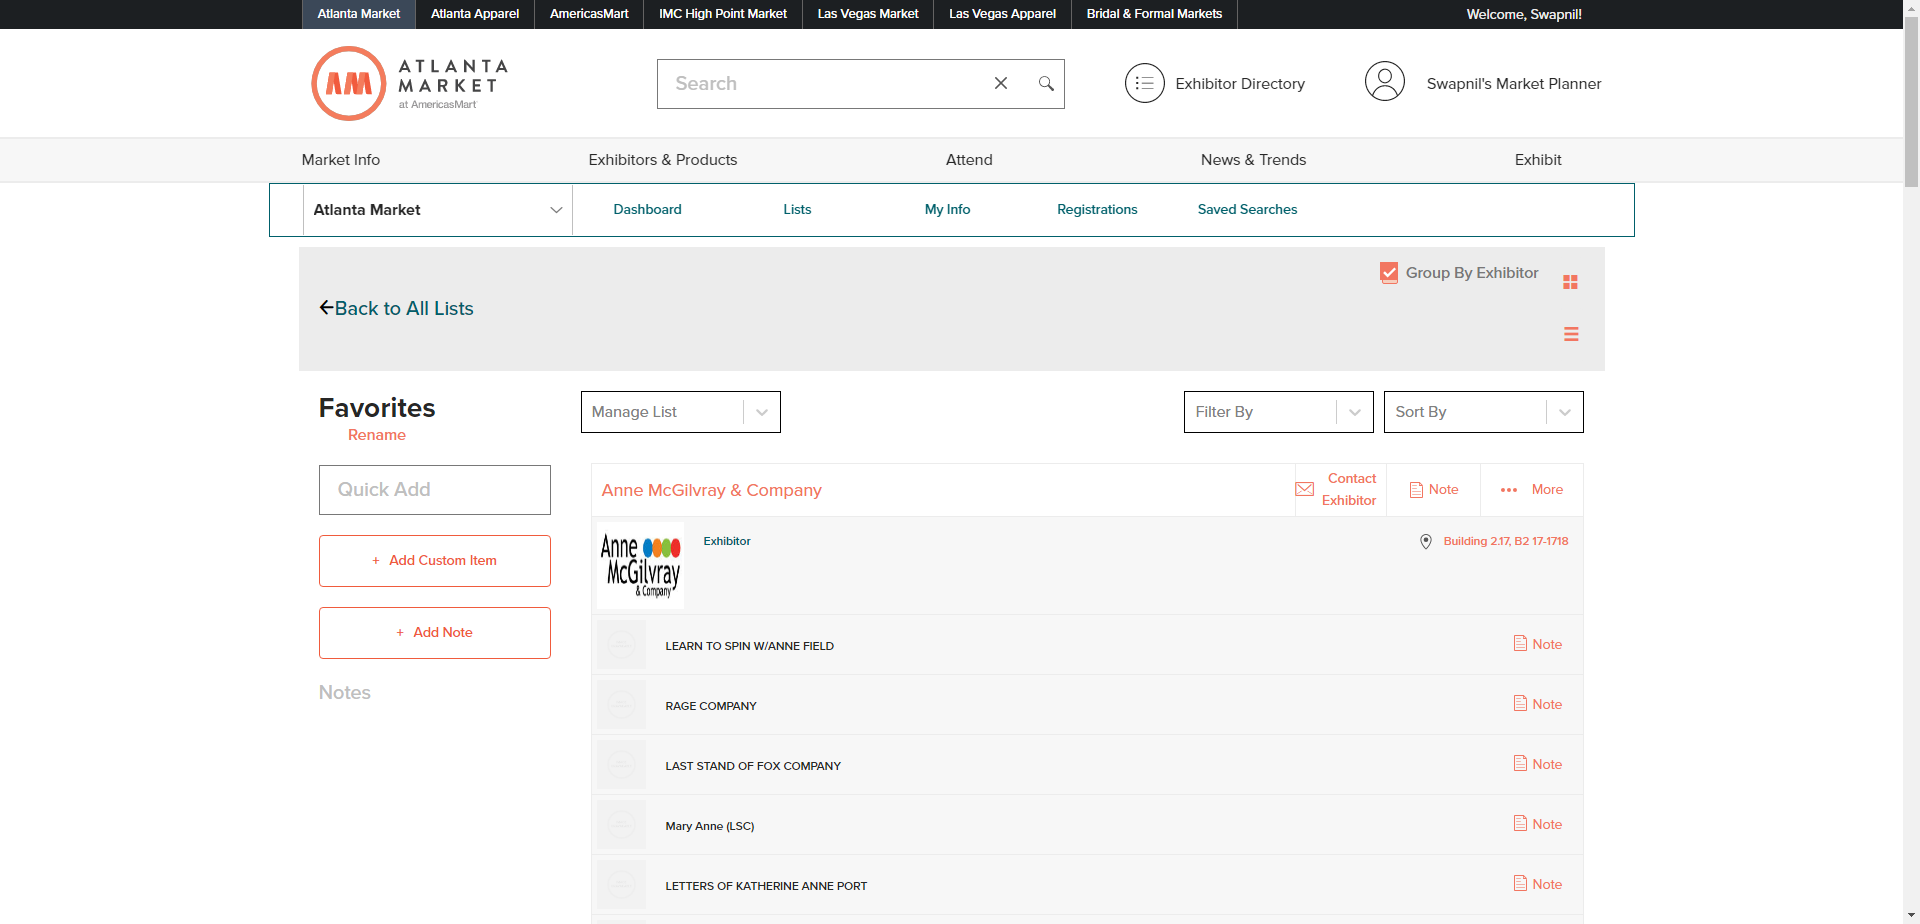 Atlanta Market
Atlanta Apparel
AmericasMart
IMC High Point Market
Las Vegas Market
Las Vegas Apparel
Bridal & Formal Markets
Welcome, Swapnil!
AM
ATLANTA
MARKET
at AmericasMart
Search
Exhibitor Directory
Swapnil's Market Planner
Market Info
Exhibitors & Products
Attend
News & Trends
Exhibit
Atlanta Market
Dashboard
Lists
My Info
Registrations
Saved Searches
Group By Exhibitor
Back to All Lists
Favorites
Rename
Manage List
Filter By
Sort By
Quick Add
+ Add Custom Item
+ Add Note
Notes
Anne McGilvray & Company
Contact
Exhibitor
Note
More
Anne
McGilvray
& Company
Exhibitor
Building 2.17, B2 17-1718
LEARN TO SPIN W/ANNE FIELD
Note
RAGE COMPANY
Note
LAST STAND OF FOX COMPANY
Note
Mary Anne (LSC)
Note
LETTERS OF KATHERINE ANNE PORT
Note